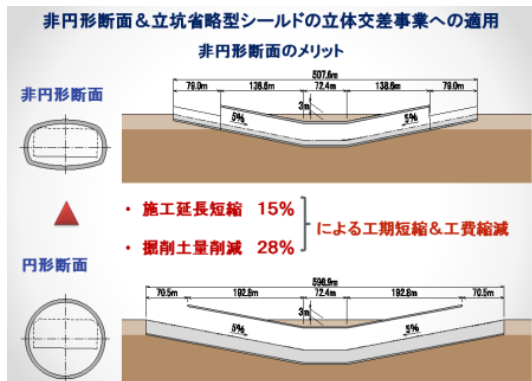 非円形断面&立坑省略型シールドの立体交差事業への適用
非円形断面のメリット
507.6m
79.0m 138.6m 72.4m 138.6m 79.0m
非円形断面
3m
5% 5%
・ 施工延長短縮 15%
による工期短縮&工費縮減
・ 掘削土量削減 28%
円形断面
598.9m
70.5m 192.8m 72.4m 192.8m 70.5m
3m
5% 5%